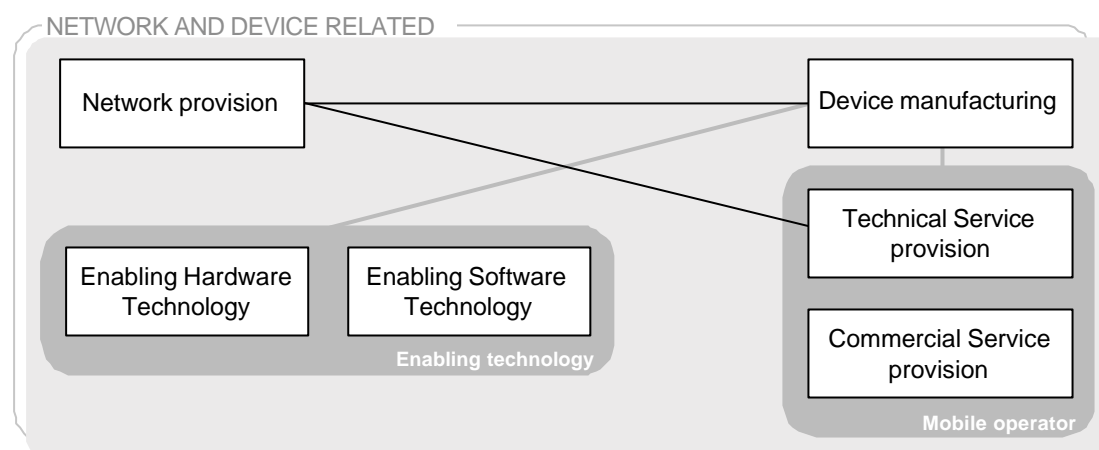 NETWORK AND DEVICE RELATED
Network provision
Device manufacturing
Technical Service
provision
Enabling Hardware
Technology
Enabling Software
Technology
Enabling technology
Commercial Service
provision
Mobile operator